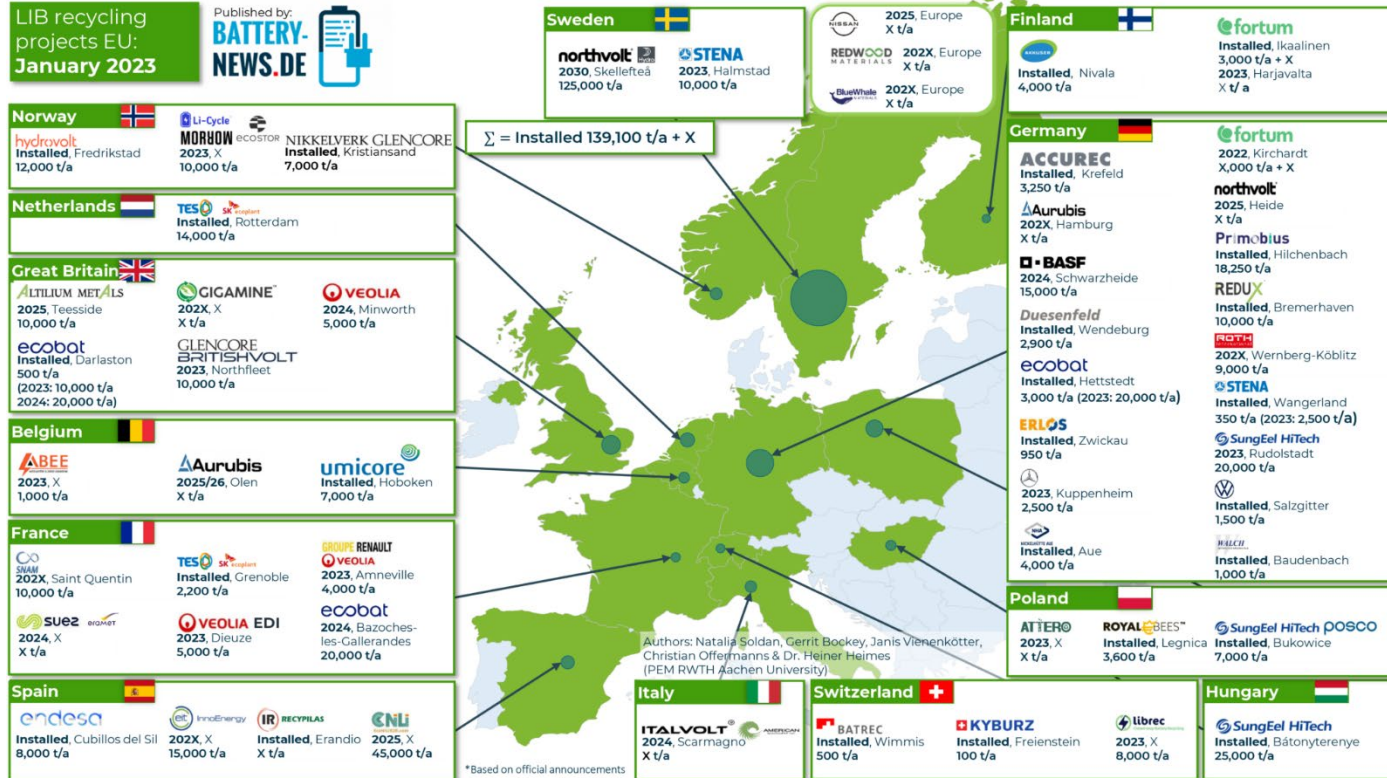 LIB recycling
projects EU:
January 2023
Published by:
BATTERY-
NEWS.DE
Sweden
northvolt
2030, Skellefteå
125,000 t/a
STENA
2023, Halmstad
10,000 t/a
NISSAN
2025, Europe
X t/a
REDWOOD
MATERIALS
202X, Europe
X t/a
BlueWhale
MATERIALS
202X, Europe
X t/a
Finland
AKKUSER
Installed, Nivala
4,000 t/a
fortum
Installed, Ikaalinen
3,000 t/a + X
2023, Harjavalta
X t/ a
Norway
hydrovolt
Installed, Fredrikstad
12,000 t/a
Li-Cycle
MORROW ecostor
2023, X
10,000 t/a
NIKKELVERK GLENCORE
Installed, Kristiansand
7,000 t/a
∑ = Installed 139,100 t/a + X
Netherlands
TES SK ecoplant
Installed, Rotterdam
14,000 t/a
Great Britain
ALTILIUM METALS
2025, Teesside
10,000 t/a
GIGAMINE™
202X, X
X t/a
VEOLIA
2024, Minworth
5,000 t/a
ecobat
Installed, Darlaston
500 t/a
(2023: 10,000 t/a
2024: 20,000 t/a)
GLENCORE
BRITISHVOLT
2023, Northfleet
10,000 t/a
Belgium
ABEE
2023, X
1,000 t/a
Aurubis
2025/26, Olen
X t/a
umicore
Installed, Hoboken
7,000 t/a
France
SNAM
202X, Saint Quentin
10,000 t/a
TES SK ecoplant
Installed, Grenoble
2,200 t/a
GROUPE RENAULT
VEOLIA
2023, Amneville
4,000 t/a
suez eramet
2024, X
X t/a
VEOLIA EDI
2023, Dieuze
5,000 t/a
ecobat
2024, Bazoches-
les-Gallerandes
20,000 t/a
Spain
endesa
Installed, Cubillos del Sil
8,000 t/a
eit InnoEnergy
202X, X
15,000 t/a
IR RECYPILAS
Installed, Erandio
X t/a
CNLi
2025, X
45,000 t/a
Germany
ACCUREC
Installed, Krefeld
3,250 t/a
Aurubis
202X, Hamburg
X t/a
BASF
2024, Schwarzheide
15,000 t/a
Duesenfeld
Installed, Wendeburg
2,900 t/a
ecobat
Installed, Hettstedt
3,000 t/a (2023: 20,000 t/a)
ERLOS
Installed, Zwickau
950 t/a
2023, Kuppenheim
2,500 t/a
NHA
Installed, Aue
4,000 t/a
fortum
2022, Kirchardt
X,000 t/a + X
northvolt
2025, Heide
X t/a
Primobius
Installed, Hilchenbach
18,250 t/a
REDUX
Installed, Bremerhaven
10,000 t/a
ROTH
202X, Wernberg-Köblitz
9,000 t/a
STENA
Installed, Wangerland
350 t/a (2023: 2,500 t/a)
SungEel HiTech
2023, Rudolstadt
20,000 t/a
Installed, Salzgitter
1,500 t/a
WALCH
Installed, Baudenbach
1,000 t/a
Poland
ATTERO
2023, X
X t/a
ROYAL BEES™
Installed, Legnica
3,600 t/a
SungEel HiTech posco
Installed, Bukowice
7,000 t/a
Authors: Natalia Soldan, Gerrit Bockey, Janis Vienenkötter,
Christian Offermanns & Dr. Heiner Heimes
(PEM RWTH Aachen University)
Italy
ITALVOLT® AMERICAN
2024, Scarmagno
X t/a
Switzerland
BATREC
Installed, Wimmis
500 t/a
KYBURZ
Installed, Freienstein
100 t/a
librec
2023, X
8,000 t/a
Hungary
SungEel HiTech
Installed, Bátonyterenye
25,000 t/a
*Based on official announcements